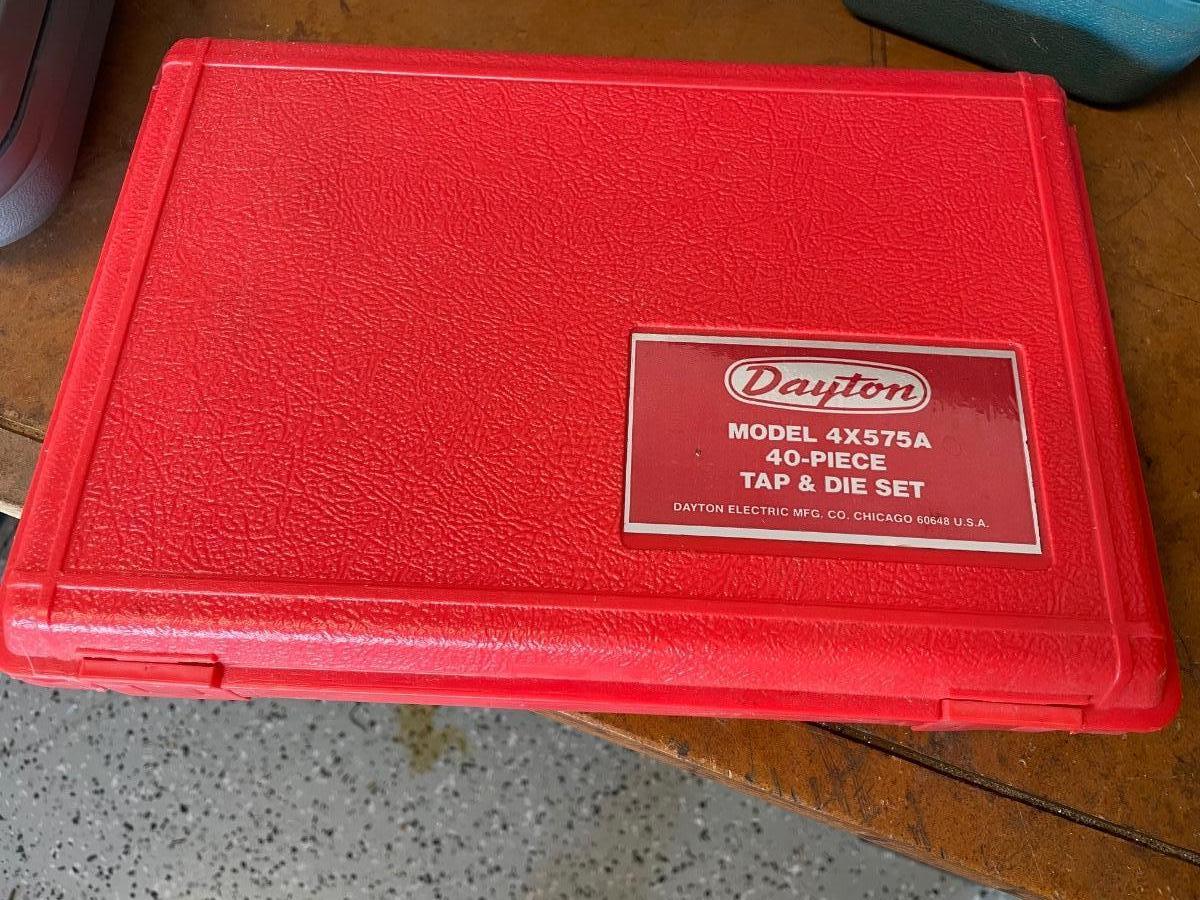 Dayton
MODEL 4X575A
40-PIECE
TAP & DIE SET
DAYTON ELECTRIC MFG. CO. CHICAGO 60648 U.S.A.